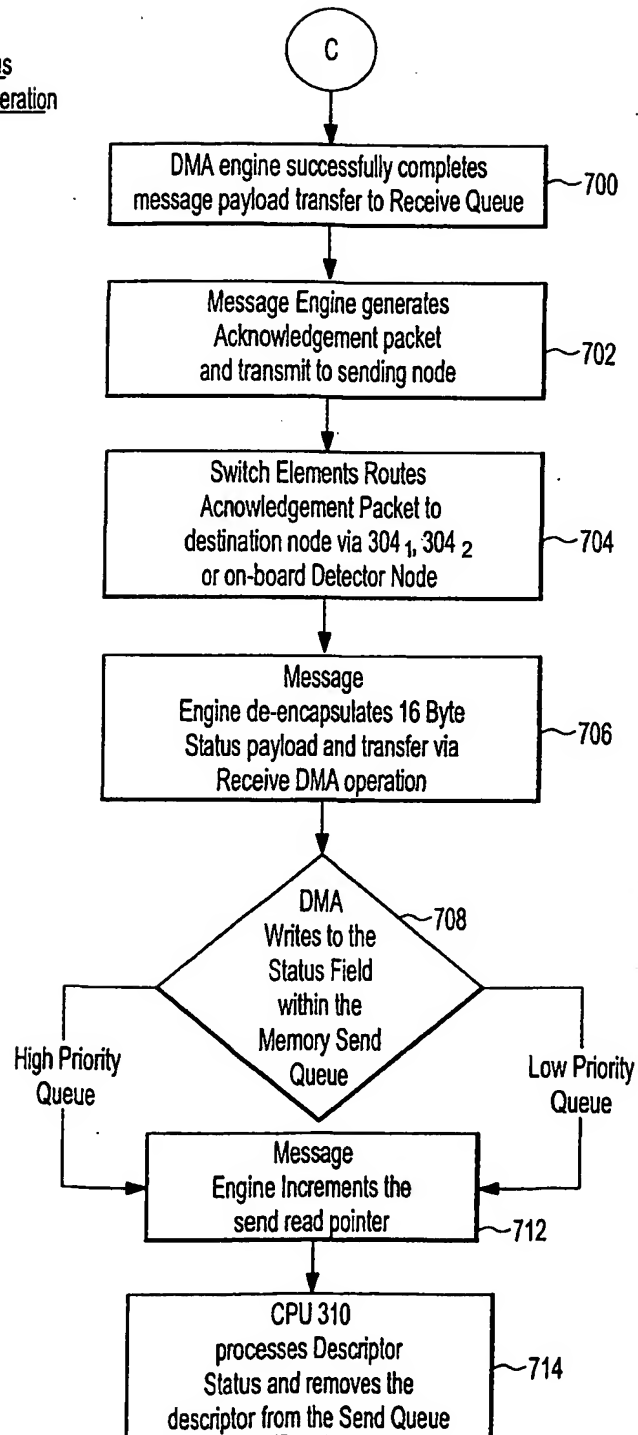 C
eration
DMA engine successfully completes
message payload transfer to Receive Queue
700
Message Engine generates
Acknowledgement packet
and transmit to sending node
702
Switch Elements Routes
Acnowledgement Packet to
destination node via 304 1, 304 2
or on-board Detector Node
704
Message
Engine de-encapsulates 16 Byte
Status payload and transfer via
Receive DMA operation
706
DMA
Writes to the
Status Field
within the
Memory Send
Queue
708
High Priority
Queue
Low Priority
Queue
Message
Engine Increments the
send read pointer
712
CPU 310
processes Descriptor
Status and removes the
descriptor from the Send Queue
714